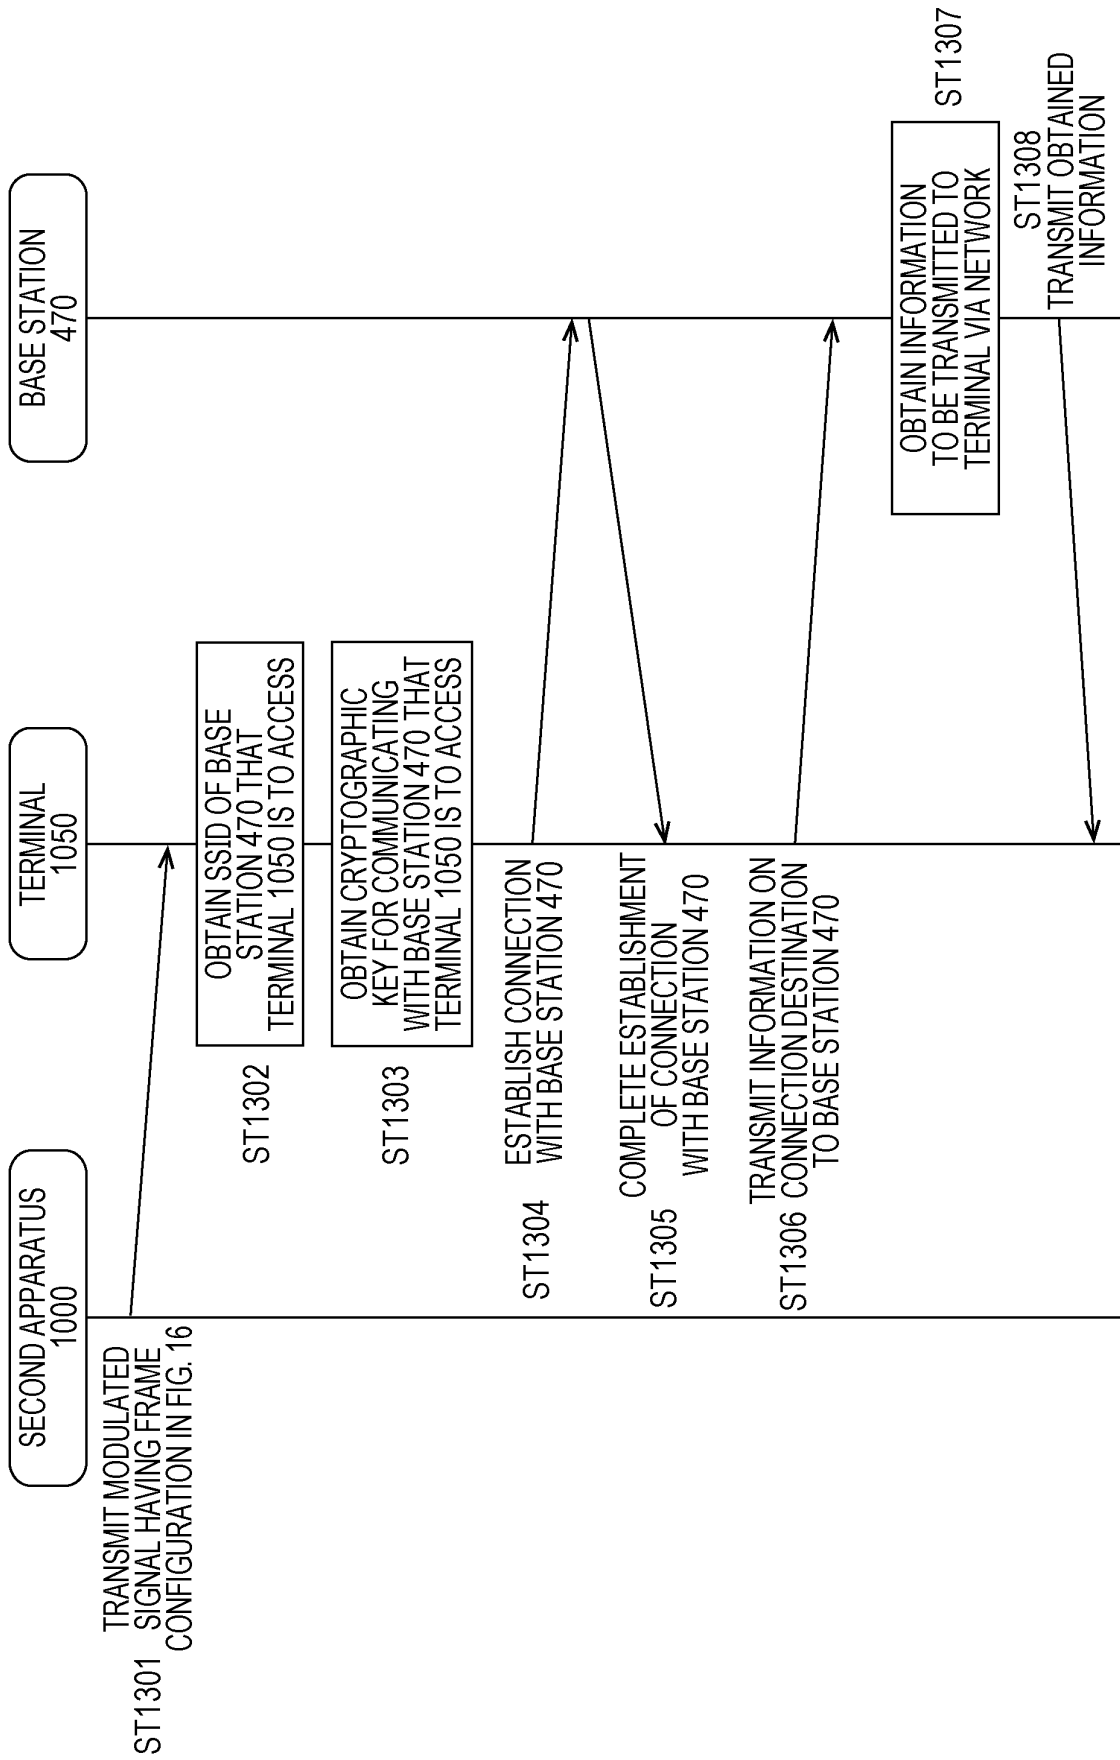 SECOND APPARATUS
1000
TERMINAL
1050
BASE STATION
470
ST1301
TRANSMIT MODULATED
SIGNAL HAVING FRAME
CONFIGURATION IN FIG. 16
ST1302
OBTAIN SSID OF BASE
STATION 470 THAT
TERMINAL 1050 IS TO ACCESS
ST1303
OBTAIN CRYPTOGRAPHIC
KEY FOR COMMUNICATING
WITH BASE STATION 470 THAT
TERMINAL 1050 IS TO ACCESS
ST1304
ESTABLISH CONNECTION
WITH BASE STATION 470
ST1305
COMPLETE ESTABLISHMENT
OF CONNECTION
WITH BASE STATION 470
ST1306
TRANSMIT INFORMATION ON
CONNECTION DESTINATION
TO BASE STATION 470
OBTAIN INFORMATION
TO BE TRANSMITTED TO
TERMINAL VIA NETWORK
ST1307
ST1308
TRANSMIT OBTAINED
INFORMATION